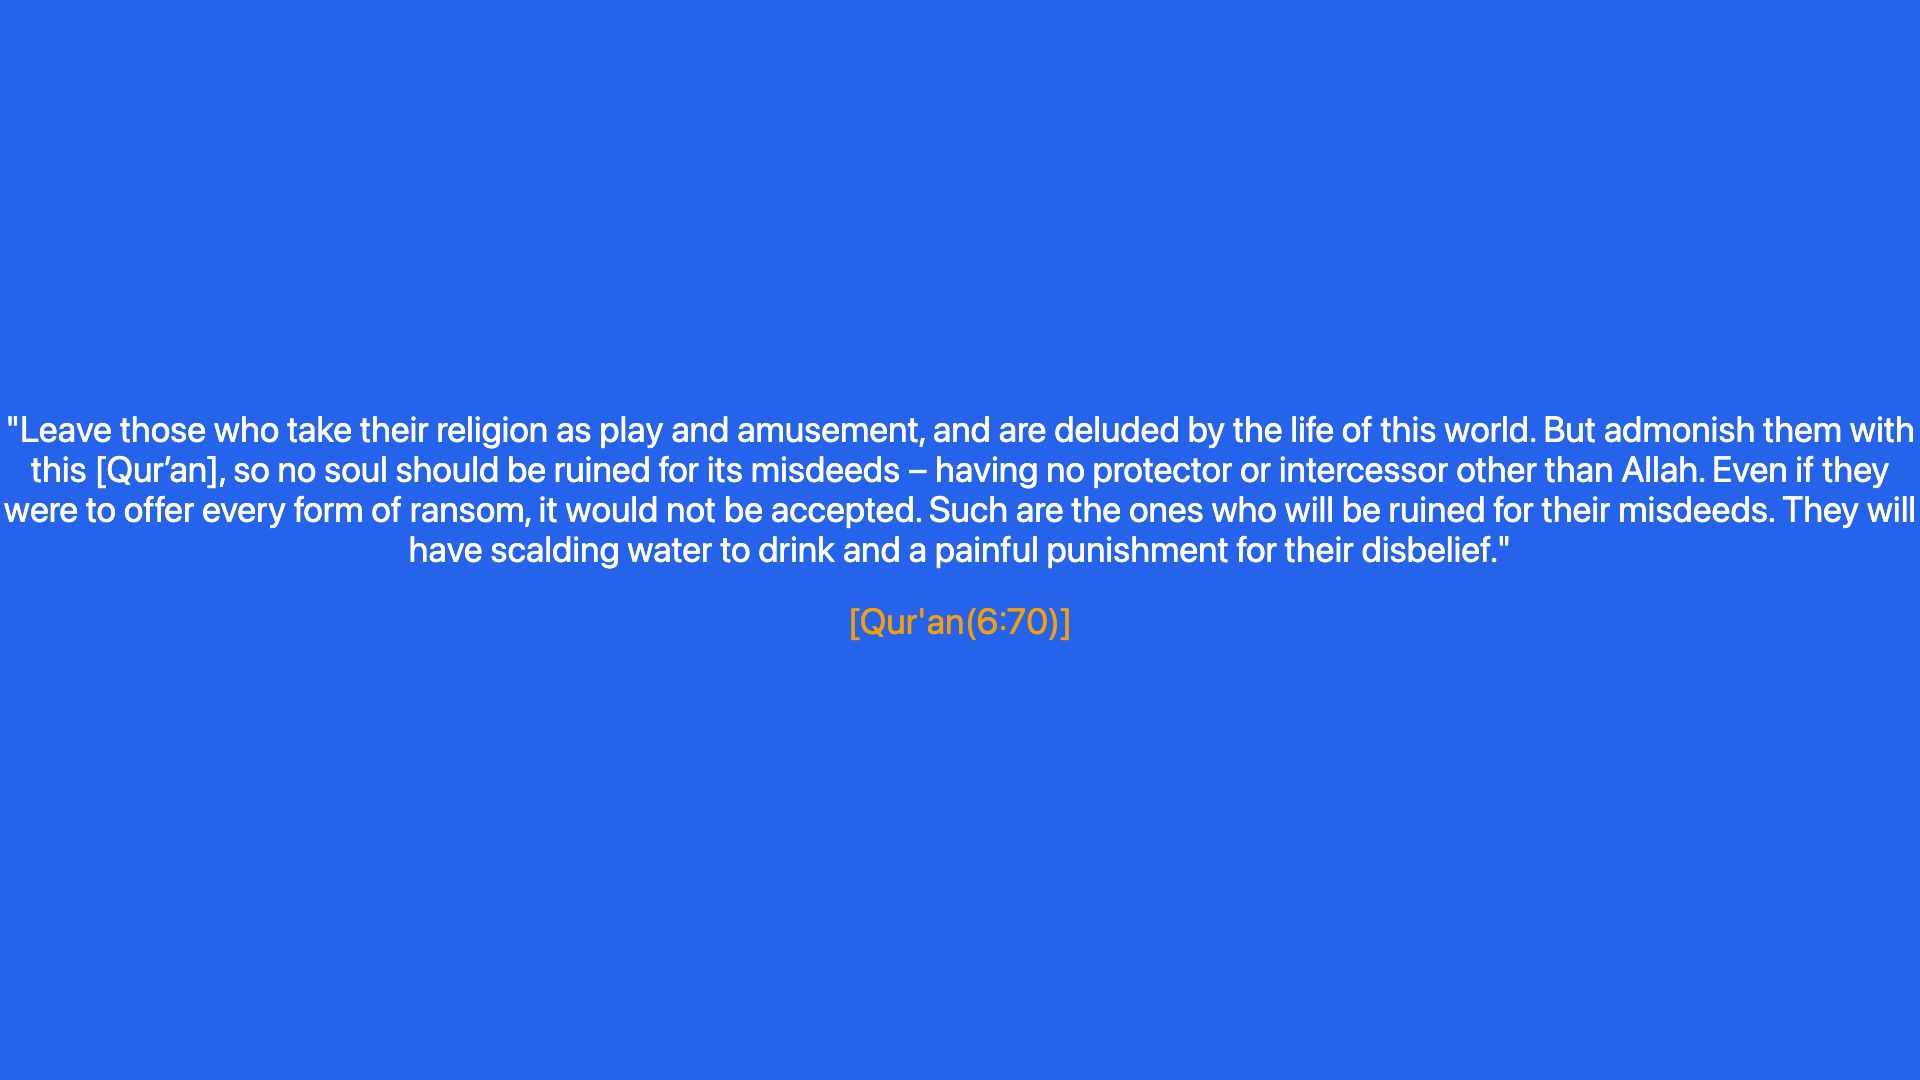 "Leave those who take their religion as play and amusement, and are deluded by the life of this world. But admonish them with
this [Qur’an], so no soul should be ruined for its misdeeds – having no protector or intercessor other than Allah. Even if they
were to offer every form of ransom, it would not be accepted. Such are the ones who will be ruined for their misdeeds. They will
have scalding water to drink and a painful punishment for their disbelief."
[Qur'an(6:70)]